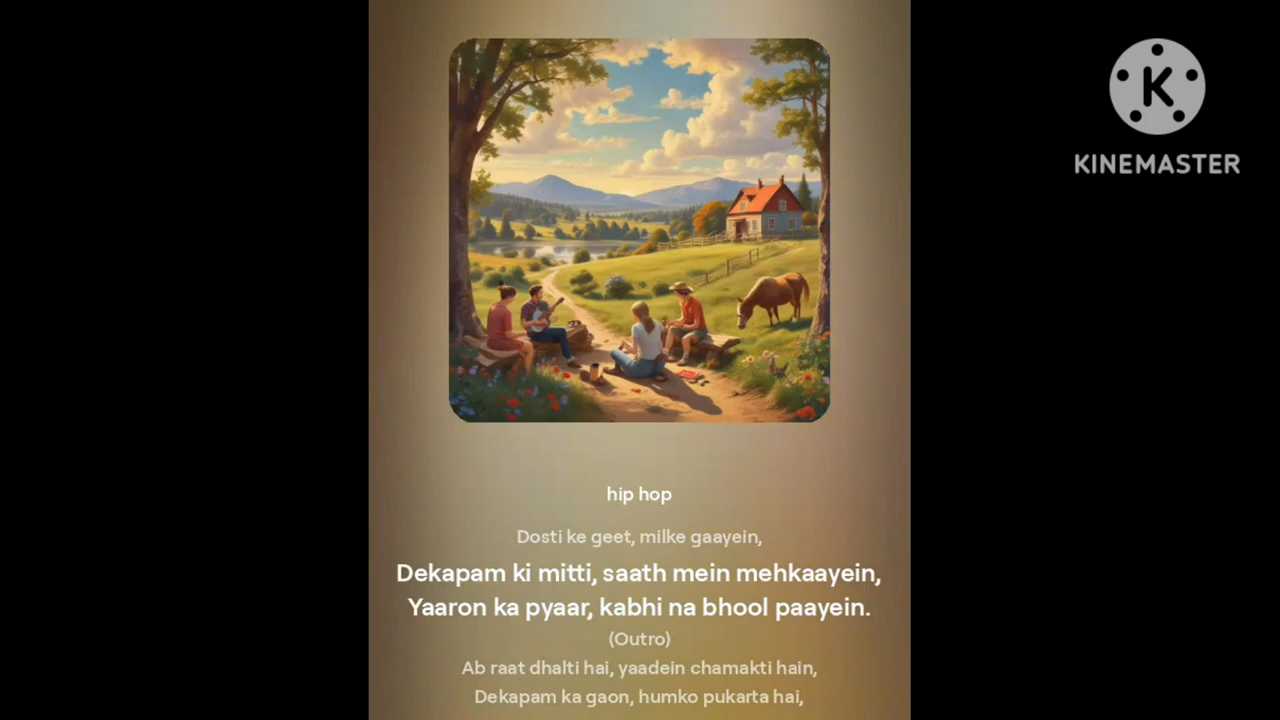 K
KINEMASTER
hip hop
Dosti ke geet, milke gaayein,
Dekapam ki mitti, saath mein mehkaayein,
Yaaron ka pyaar, kabhi na bhool paayein.
(Outro)
Ab raat dhalti hai, yaadein chamakti hain,
Dekapam ka gaon, humko pukarta hai,